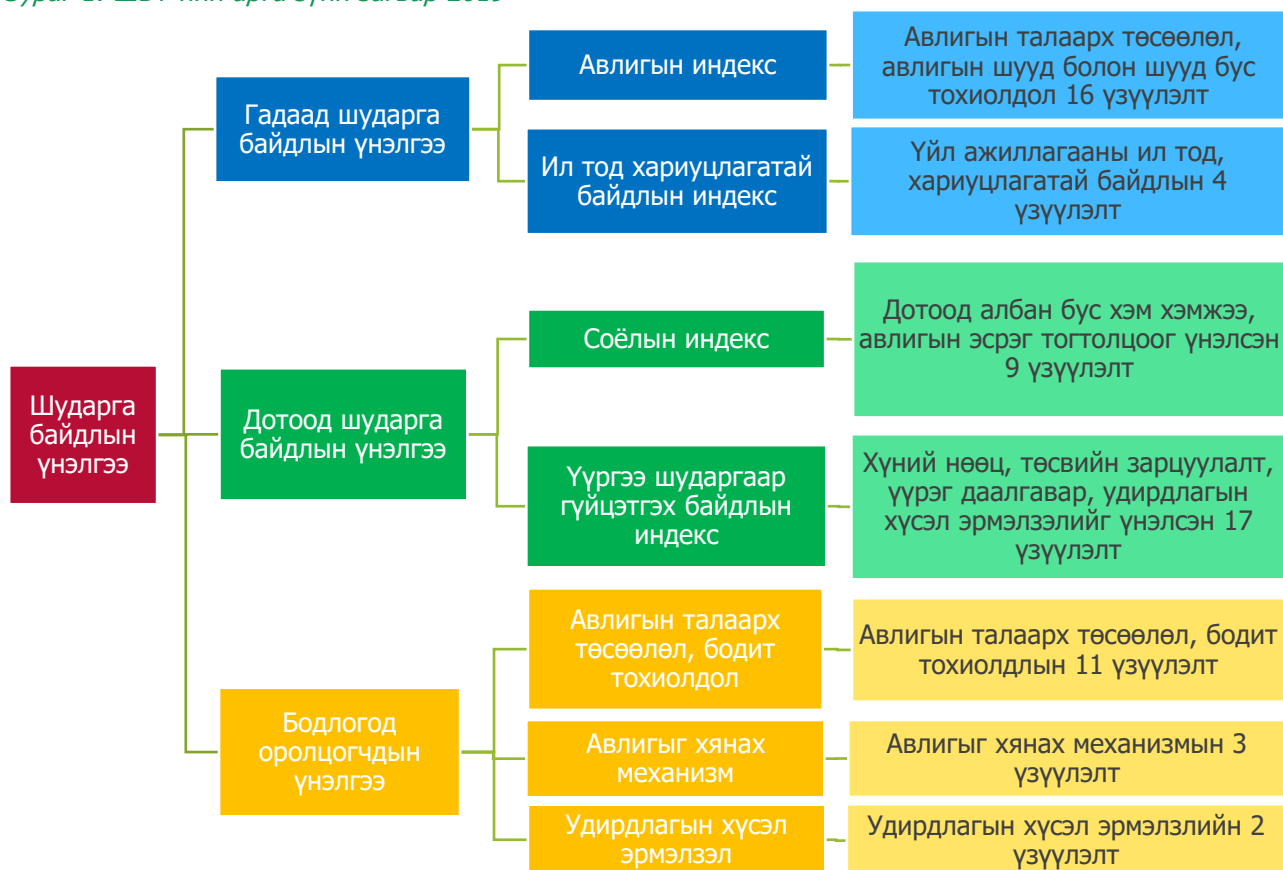 Шударга
байдлын
үнэлгээ
Гадаад шударга
байдлын үнэлгээ
Авлигын индекс
Авлигын талаарх төсөөлөл,
авлигын шууд болон шууд бус
тохиолдол 16 үзүүлэлт
Ил тод хариуцлагатай
байдлын индекс
Үйл ажиллагааны ил тод,
хариуцлагатай байдлын 4
үзүүлэлт
Дотоод шударга
байдлын үнэлгээ
Соёлын индекс
Дотоод албан бус хэм хэмжээ,
авлигын эсрэг тогтолцоог үнэлсэн
9 үзүүлэлт
Үүргээ шударгаар
гүйцэтгэх байдлын
индекс
Хүний нөөц, төсвийн зарцуулалт,
үүрэг даалгавар, удирдлагын
хүсэл эрмэлзэлийг үнэлсэн 17
үзүүлэлт
Бодлогод
оролцогчдын
үнэлгээ
Авлигын талаарх
төсөөлөл, бодит
тохиолдол
Авлигын талаарх төсөөлөл, бодит
тохиолдлын 11 үзүүлэлт
Авлигыг хянах
механизм
Авлигыг хянах механизмын 3
үзүүлэлт
Удирдлагын хүсэл
эрмэлзэл
Удирдлагын хүсэл эрмэлзлийн 2
үзүүлэлт